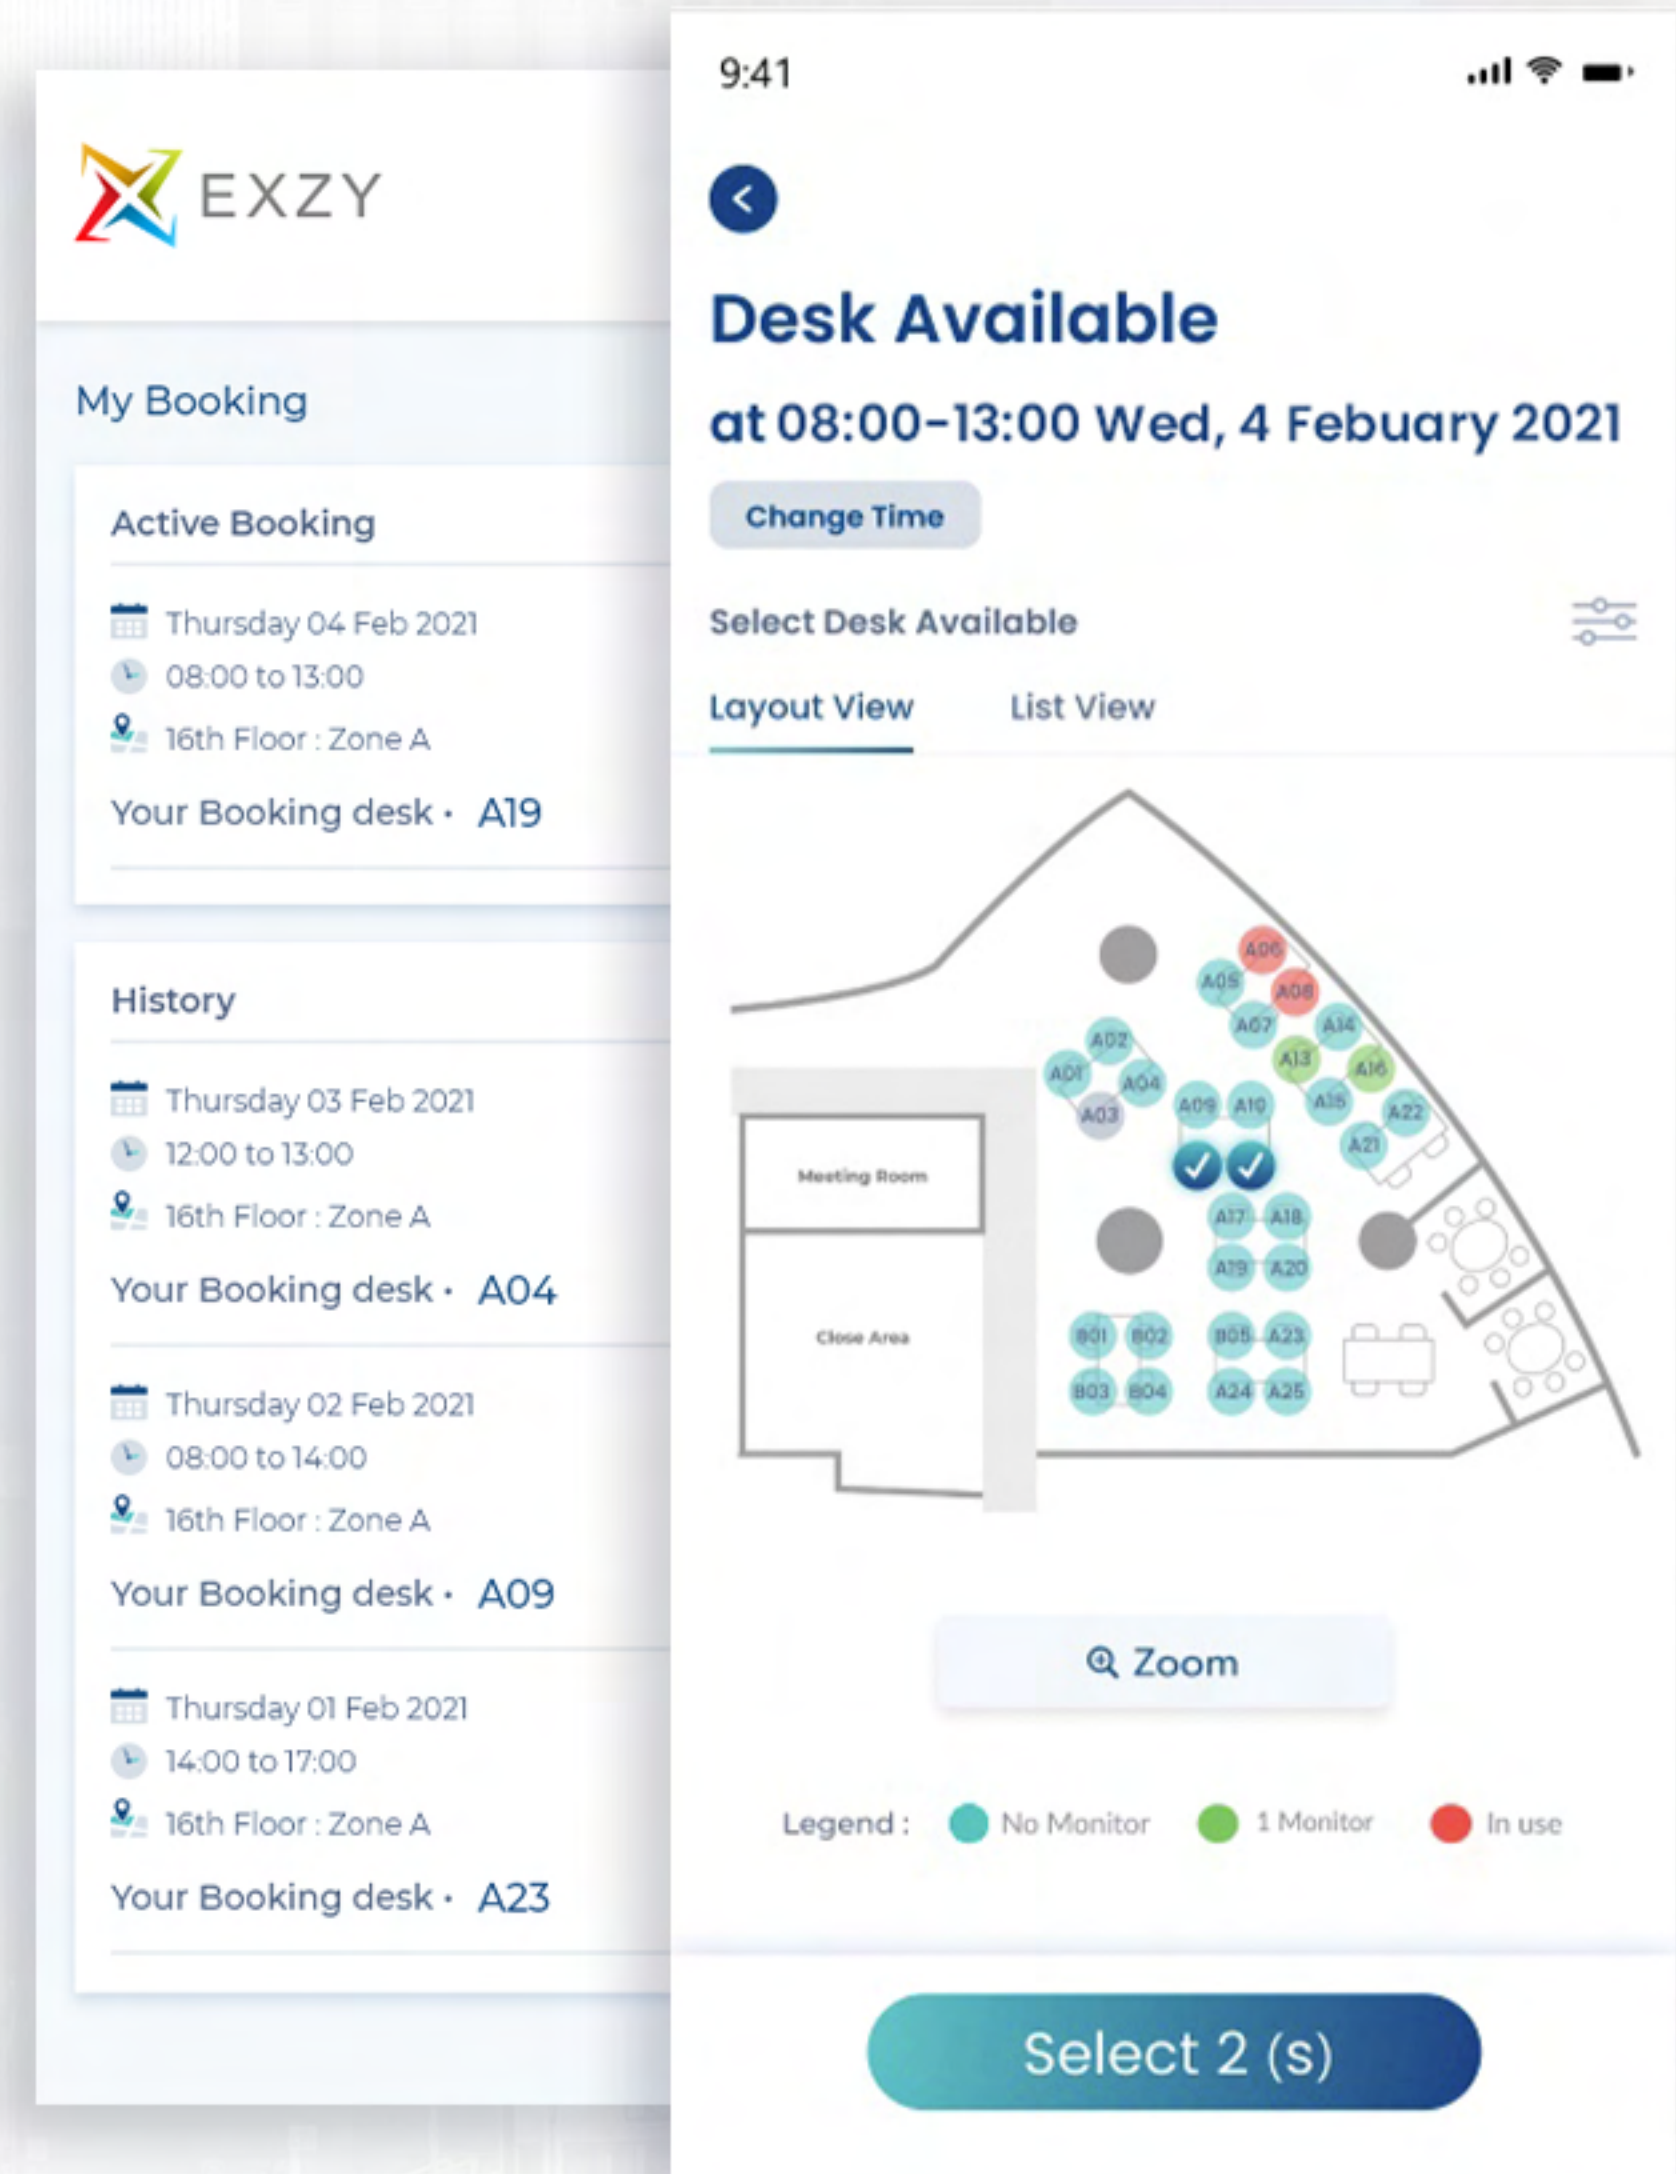 EXZY
My Booking
Active Booking
Thursday 04 Feb 2021
08:00 to 13:00
16th Floor : Zone A
Your Booking desk • A19
History
Thursday 03 Feb 2021
12:00 to 13:00
16th Floor : Zone A
Your Booking desk • A04
Thursday 02 Feb 2021
08:00 to 14:00
16th Floor : Zone A
Your Booking desk • A09
Thursday 01 Feb 2021
14:00 to 17:00
16th Floor : Zone A
Your Booking desk • A23
9:41
Desk Available
at 08:00-13:00 Wed, 4 Febuary 2021
Change Time
Select Desk Available
Layout View List View
A06
A05 A08
A07 A14
A02 A13 A16
A01 A04
A03 A09 A10 A15 A22
A21
Meeting Room
A17 A18
A19 A20
Close Area
B01 B02 B05 A23
B03 B04 A24 A25
Zoom
Legend : No Monitor 1 Monitor In use
Select 2 (s)